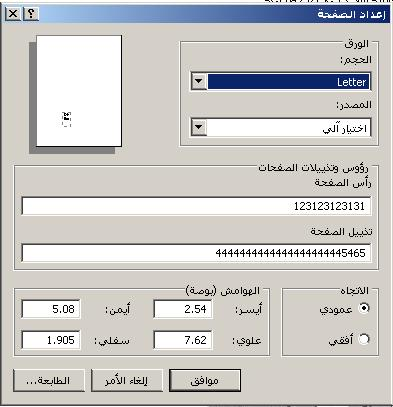 إعداد الصفحة
الورق
الحجم:
Letter
المصدر:
اختيار آلي
رؤوس وتذييلات الصفحات
رأس الصفحة
123123123131
تذييل الصفحة
4444444444444444444445465
الاتجاه
عمودي
أفقي
الهوامش (بوصة)
أيسر: 2.54 أيمن: 5.08
علوي: 7.62 سفلي: 1.905
موافق إلغاء الأمر الطابعة...